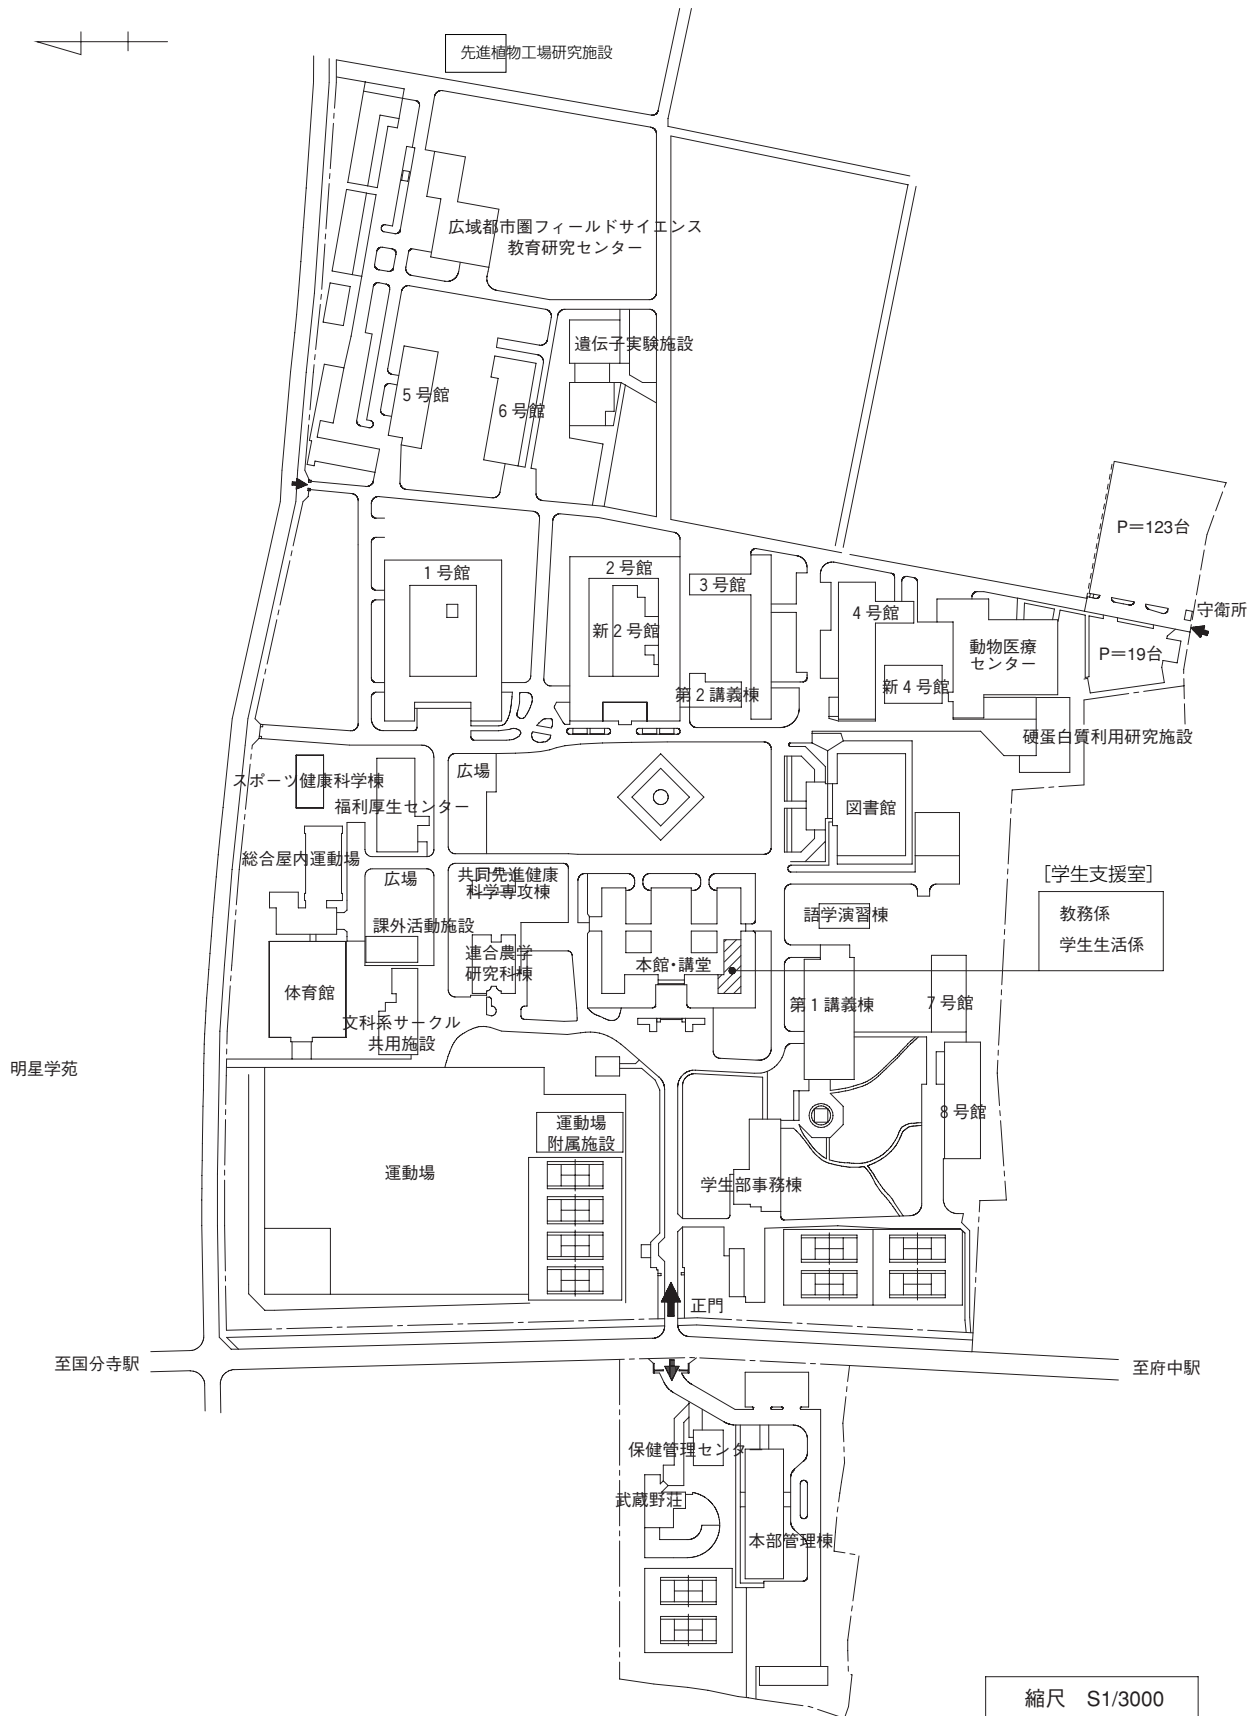 先進植物工場研究施設
広域都市圏フィールドサイエンス
教育研究センター
遺伝子実験施設
5号館
6号館
P＝123台
1号館
2号館
3号館
新2号館
4号館
守衛所
動物医療
センター
P＝19台
新4号館
第2講義棟
硬蛋白質利用研究施設
広場
スポーツ健康科学棟
福利厚生センター
図書館
総合屋内運動場
広場
共同先進健康
科学専攻棟
[学生支援室]
教務係
学生生活係
語学演習棟
課外活動施設
連合農学
研究科棟
本館・講堂
体育館
第1講義棟
7号館
文科系サークル
共用施設
明星学苑
8号館
運動場
附属施設
運動場
学生部事務棟
正門
至国分寺駅
至府中駅
保健管理センター
武蔵野荘
本部管理棟
縮尺　S1/3000